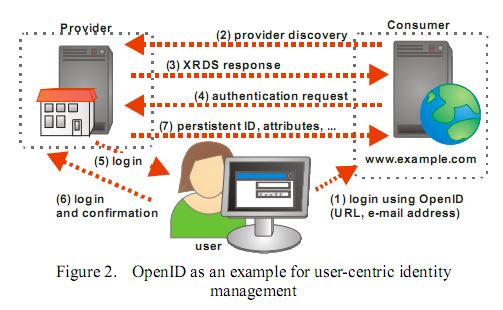 Provider
Consumer
(2) provider discovery
(3) XRDS response
(4) authentication request
(7) perstistent ID, attributes, ...
www.example.com
(5) login
(6) login
and confirmation
(1) login using OpenID
(URL, e-mail address)
user
Figure 2. OpenID as an example for user-centric identity
management